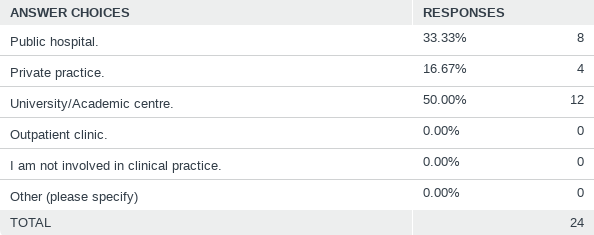 ANSWER CHOICES RESPONSES
Public hospital. 33.33% 8
Private practice. 16.67% 4
University/Academic centre. 50.00% 12
Outpatient clinic. 0.00% 0
I am not involved in clinical practice. 0.00% 0
Other (please specify) 0.00% 0
TOTAL 24